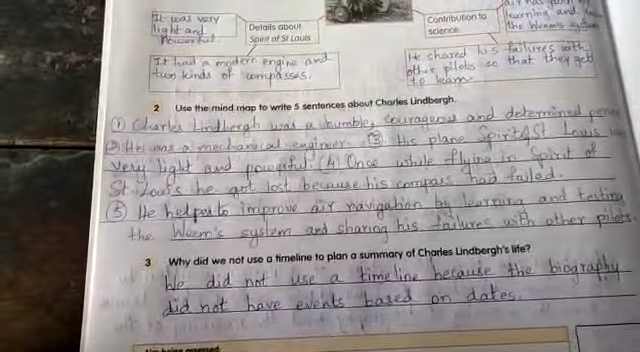 It was very
light and
Powerful
Details about
Spirit of St Louis
Contribution to
science
learning and
the Weem's system
It had a modern engine and
two kinds of compasses.
He shared his failures with
other pilots so that they get
to learn
2 Use the mind map to write 5 sentences about Charles Lindbergh.
① Charles Lindbergh was a humble, courageous and determined
② He was a mechanical engineer. ③ His plane Spirit of St Louis
very light and powerful. (4) Once while flying in Spirit of
St. Louis he got lost because his compass had failed.
⑤ He helped to improve air navigation by learning and testing
the Weem's system and sharing his failures with other pilots.
3 Why did we not use a timeline to plan a summary of Charles Lindbergh's life?
We did not use a timeline because the biography
did not have events based on dates.